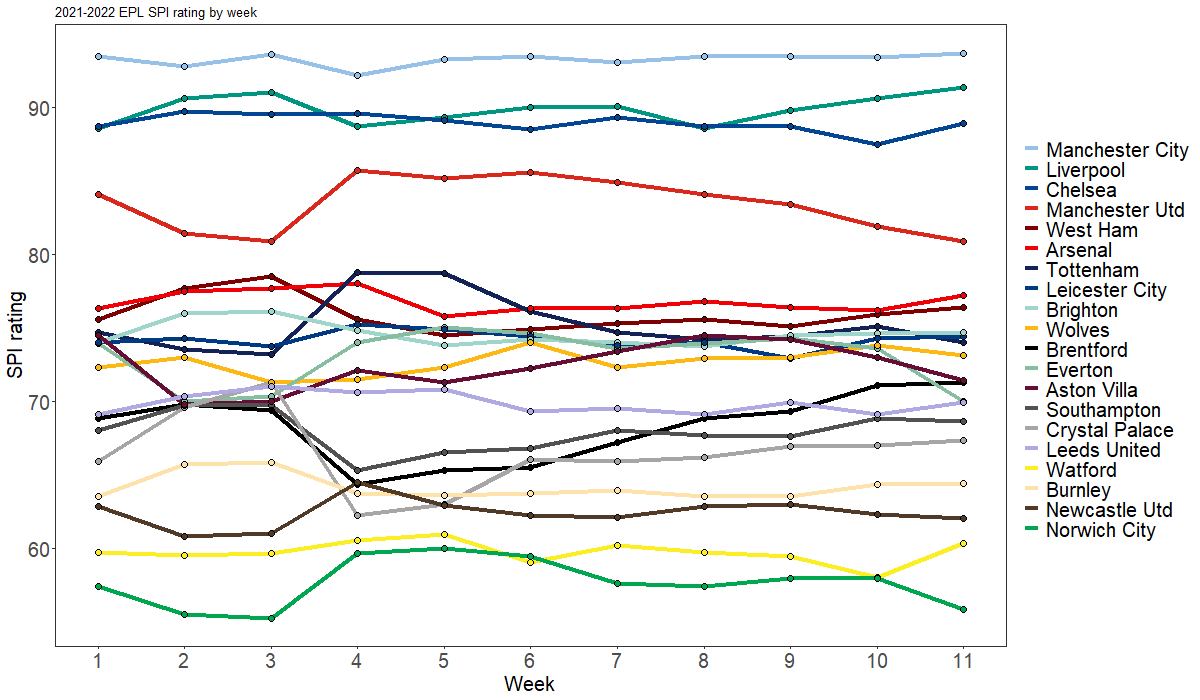 2021-2022 EPL SPI rating by week
90
80
70
60
SPI rating
1 2 3 4 5 6 7 8 9 10 11
Week
Manchester City
Liverpool
Chelsea
Manchester Utd
West Ham
Arsenal
Tottenham
Leicester City
Brighton
Wolves
Brentford
Everton
Aston Villa
Southampton
Crystal Palace
Leeds United
Watford
Burnley
Newcastle Utd
Norwich City